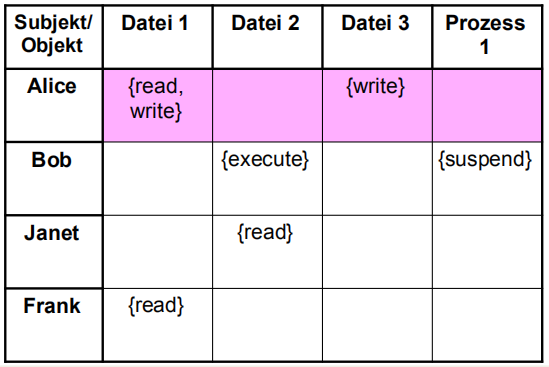 Subjekt/ Datei 1 Datei 2 Datei 3 Prozess
Objekt 1
Alice {read, {write}
write}
Bob {execute} {suspend}
Janet {read}
Frank {read}